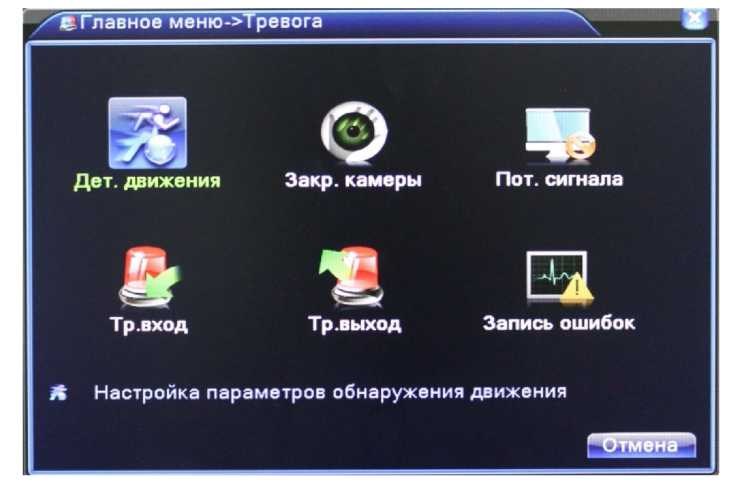 Главное меню->Тревога
Дет. движения Закр. камеры Пот. сигнала
Тр.вход Тр.выход Запись ошибок
Настройка параметров обнаружения движения
Отмена